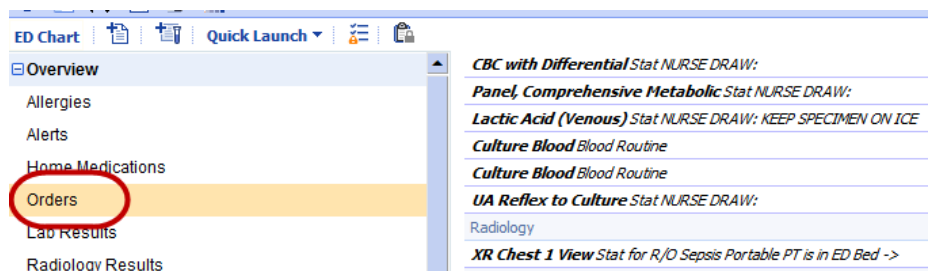 ED Chart Quick Launch
Overview
Allergies
Alerts
Home Medications
Orders
Lab Results
Radiology Results
CBC with Differential Stat NURSE DRAW:
Panel, Comprehensive Metabolic Stat NURSE DRAW:
Lactic Acid (Venous) Stat NURSE DRAW: KEEP SPECIMEN ON ICE
Culture Blood Blood Routine
Culture Blood Blood Routine
UA Reflex to Culture Stat NURSE DRAW:
Radiology
XR Chest 1 View Stat for R/O Sepsis Portable PT is in ED Bed ->